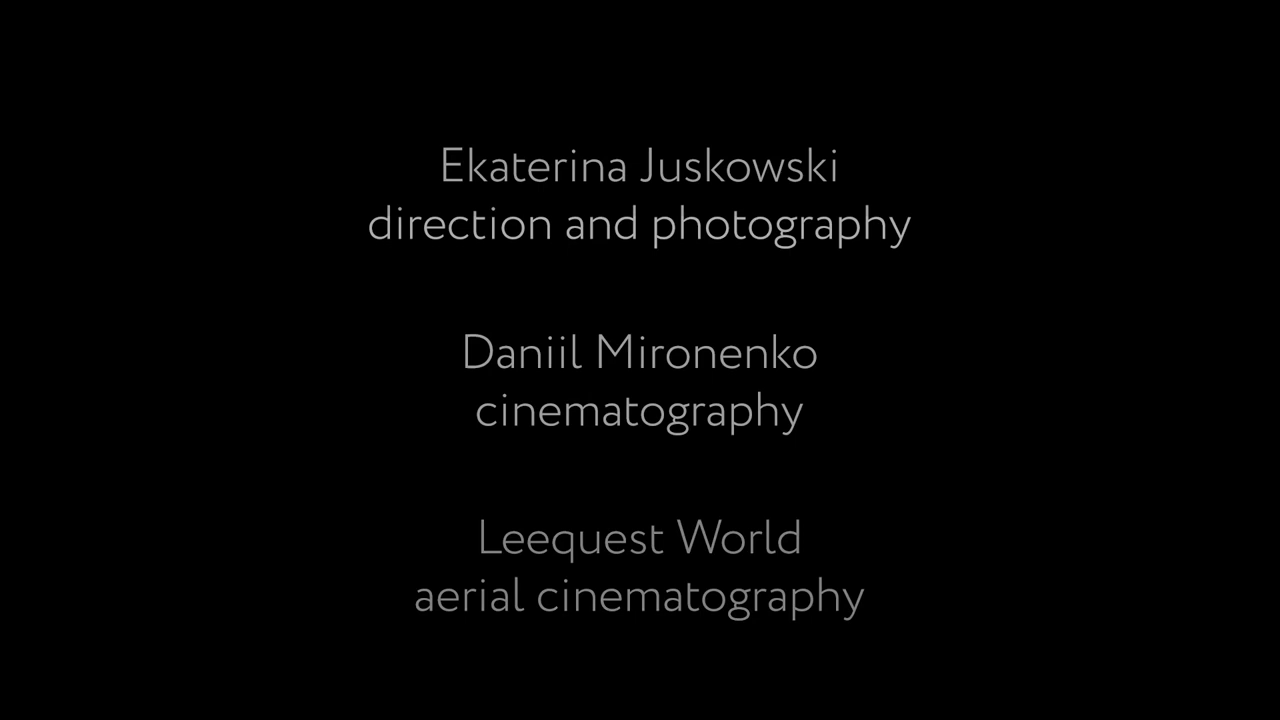 Ekaterina Juskowski
direction and photography
Daniil Mironenko
cinematography
Leequest World
aerial cinematography